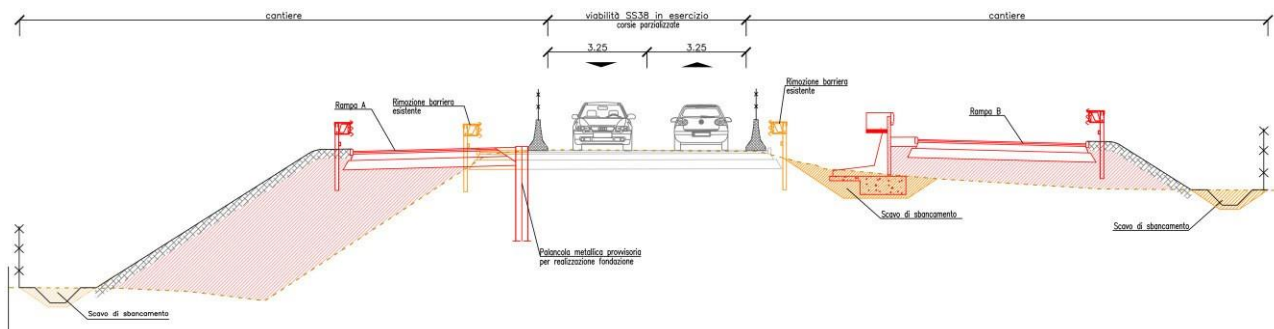 cantiere
viabilità SS38 in esercizio
corsie parzializzate
cantiere
3.25
3.25
Rampa A
Rimozione barriera
esistente
Rimozione barriera
esistente
Rampa B
Scavo di sbancamento
Scavo di sbancamento
Palancola metallica provvisoria
per realizzazione fondazione
Scavo di sbancamento